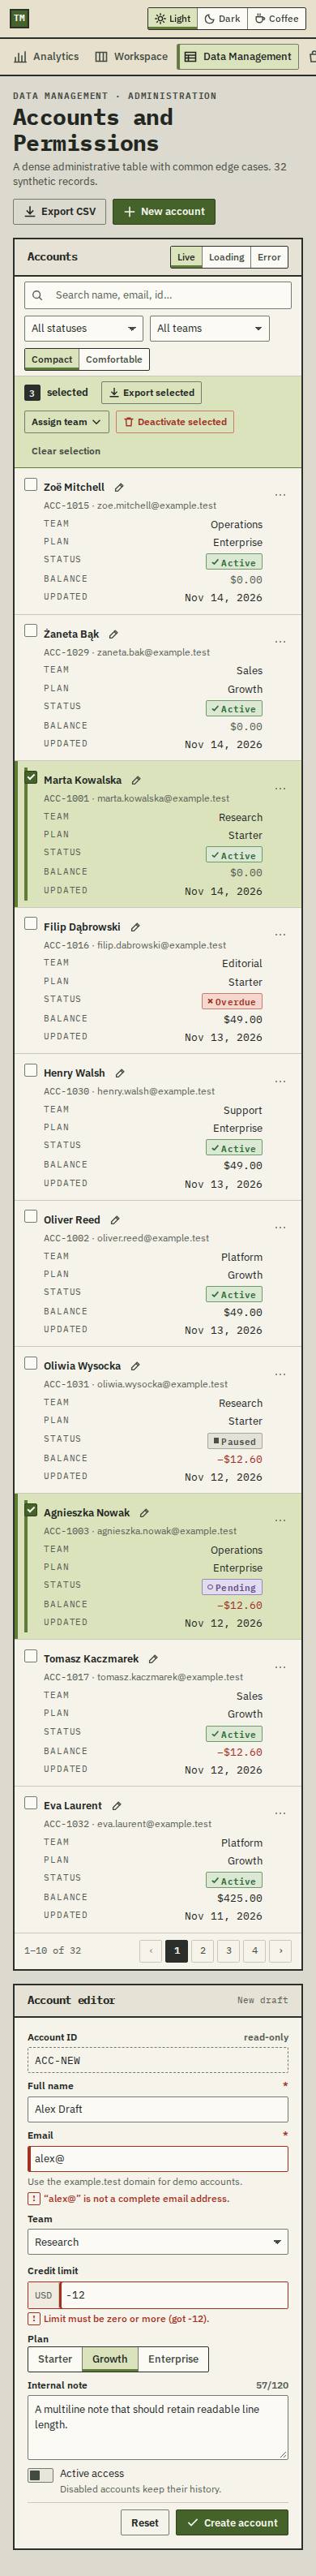 TM Light Dark Coffee
Analytics Workspace Data Management
DATA MANAGEMENT · ADMINISTRATION
Accounts and
Permissions
A dense administrative table with common edge cases. 32
synthetic records.
Export CSV + New account
Accounts Live Loading Error
Search name, email, id…
All statuses All teams
Compact Comfortable
3 selected Export selected
Assign team Deactivate selected
Clear selection
Zoë Mitchell …
ACC-1015 · zoe.mitchell@example.test
TEAM Operations
PLAN Enterprise
STATUS Active
BALANCE $0.00
UPDATED Nov 14, 2026
Żaneta Bąk …
ACC-1029 · zaneta.bak@example.test
TEAM Sales
PLAN Growth
STATUS Active
BALANCE $0.00
UPDATED Nov 14, 2026
Marta Kowalska …
ACC-1001 · marta.kowalska@example.test
TEAM Research
PLAN Starter
STATUS Active
BALANCE $0.00
UPDATED Nov 14, 2026
Filip Dąbrowski …
ACC-1016 · filip.dabrowski@example.test
TEAM Editorial
PLAN Starter
STATUS Overdue
BALANCE $49.00
UPDATED Nov 13, 2026
Henry Walsh …
ACC-1030 · henry.walsh@example.test
TEAM Support
PLAN Enterprise
STATUS Active
BALANCE $49.00
UPDATED Nov 13, 2026
Oliver Reed …
ACC-1002 · oliver.reed@example.test
TEAM Platform
PLAN Growth
STATUS Active
BALANCE $49.00
UPDATED Nov 13, 2026
Oliwia Wysocka …
ACC-1031 · oliwia.wysocka@example.test
TEAM Research
PLAN Starter
STATUS Paused
BALANCE −$12.60
UPDATED Nov 12, 2026
Agnieszka Nowak …
ACC-1003 · agnieszka.nowak@example.test
TEAM Operations
PLAN Enterprise
STATUS Pending
BALANCE −$12.60
UPDATED Nov 12, 2026
Tomasz Kaczmarek …
ACC-1017 · tomasz.kaczmarek@example.test
TEAM Sales
PLAN Growth
STATUS Active
BALANCE −$12.60
UPDATED Nov 12, 2026
Eva Laurent …
ACC-1032 · eva.laurent@example.test
TEAM Platform
PLAN Growth
STATUS Active
BALANCE $425.00
UPDATED Nov 11, 2026
1–10 of 32 ‹ 1 2 3 4 ›
Account editor New draft
Account ID read-only
ACC-NEW
Full name *
Alex Draft
Email *
alex@
Use the example.test domain for demo accounts.
! “alex@” is not a complete email address.
Team
Research
Credit limit
USD -12
! Limit must be zero or more (got -12).
Plan
Starter Growth Enterprise
Internal note 57/120
A multiline note that should retain readable line
length.
Active access
Disabled accounts keep their history.
Reset Create account